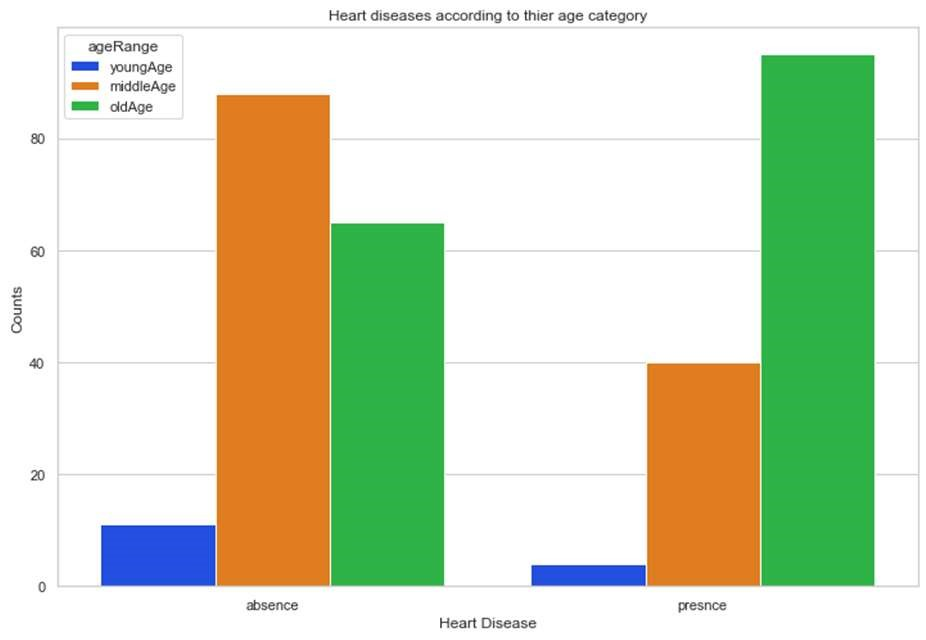 Heart diseases according to thier age category
ageRange
youngAge
middleAge
oldAge
80
60
40
20
0
Counts
absence
presnce
Heart Disease